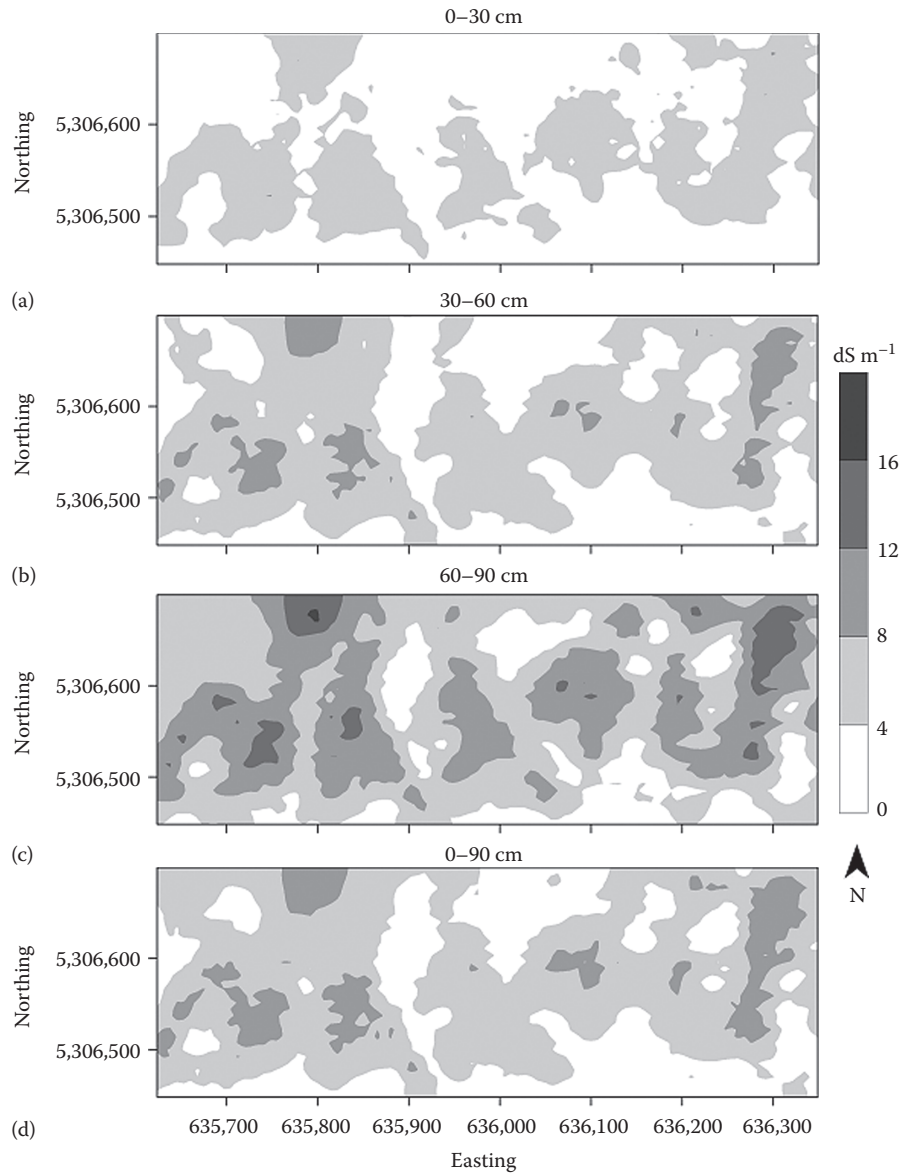 0–30 cm
Northing
5,306,600
5,306,500
(a)
30–60 cm
Northing
5,306,600
5,306,500
(b)
dS m⁻¹
16
12
8
4
0
60–90 cm
Northing
5,306,600
5,306,500
(c)
N
0–90 cm
Northing
5,306,600
5,306,500
(d)
635,700 635,800 635,900 636,000 636,100 636,200 636,300
Easting